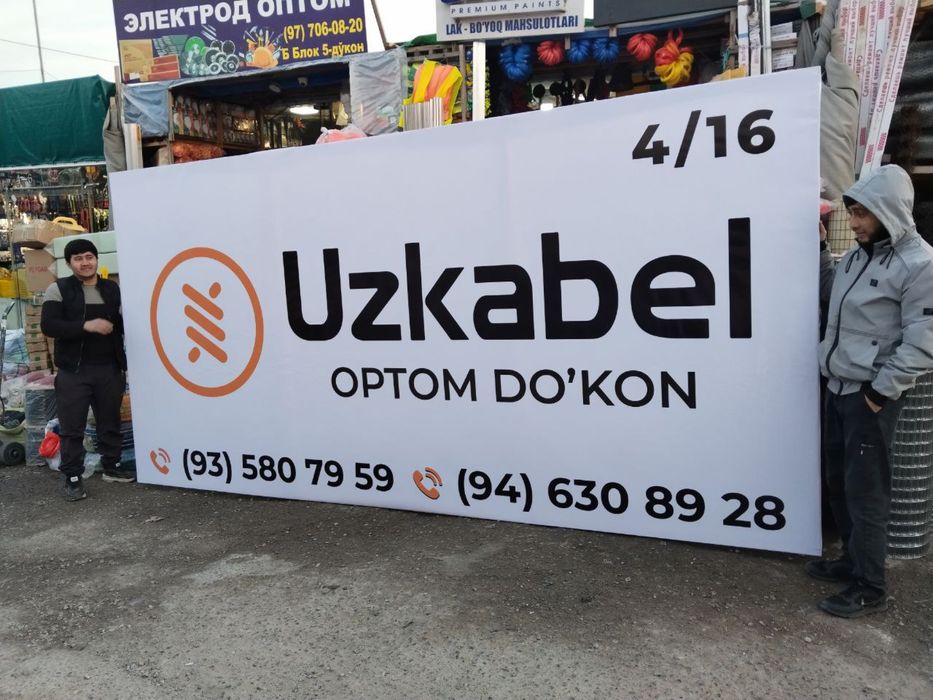 ЭЛЕКТРОД ОПТОМ
(97) 706-08-20
Б Блок 5-дўкон
PREMIUM PAINTS
LAK - BO'YOQ MAHSULOTLARI
4/16
Uzkabel
OPTOM DO'KON
(93) 580 79 59
(94) 630 89 28